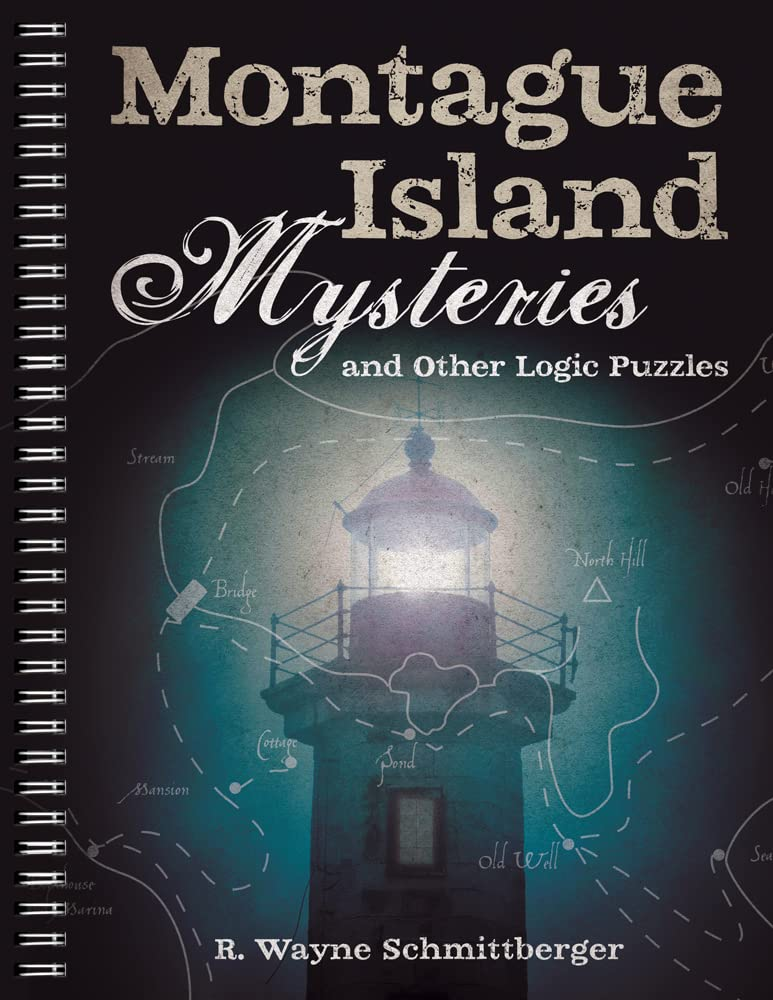 Montague
Island
Mysteries
and Other Logic Puzzles
Stream
North Hill
Bridge
Cottage
Pond
Mansion
Old Well
Marina
R. Wayne Schmittberger